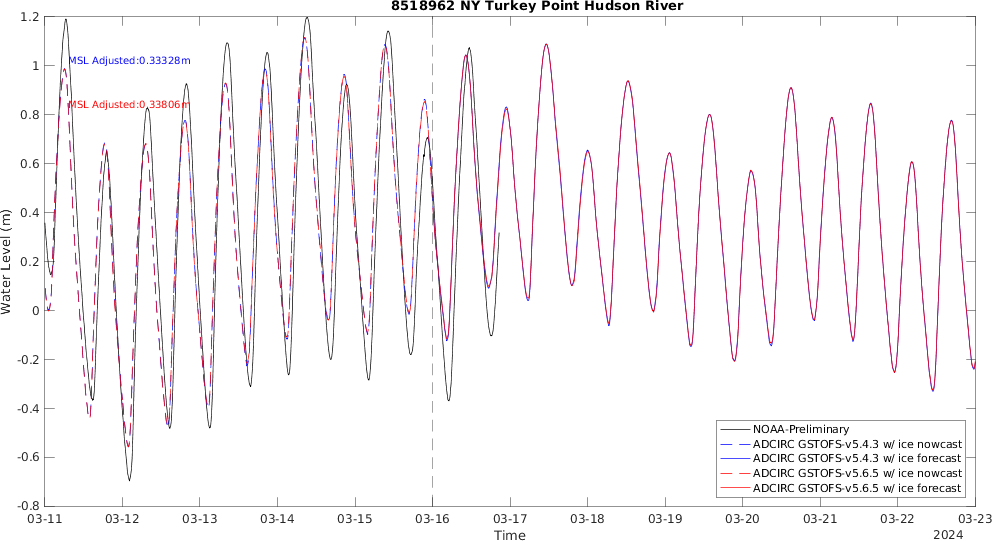 8518962 NY Turkey Point Hudson River
1.2
1
0.8
0.6
0.4
0.2
0
-0.2
-0.4
-0.6
-0.8
Water Level (m)
MSL Adjusted:0.33328m
MSL Adjusted:0.33806m
NOAA-Preliminary
ADCIRC GSTOFS-v5.4.3 w/ ice nowcast
ADCIRC GSTOFS-v5.4.3 w/ ice forecast
ADCIRC GSTOFS-v5.6.5 w/ ice nowcast
ADCIRC GSTOFS-v5.6.5 w/ ice forecast
03-11 03-12 03-13 03-14 03-15 03-16 03-17 03-18 03-19 03-20 03-21 03-22 03-23
Time
2024